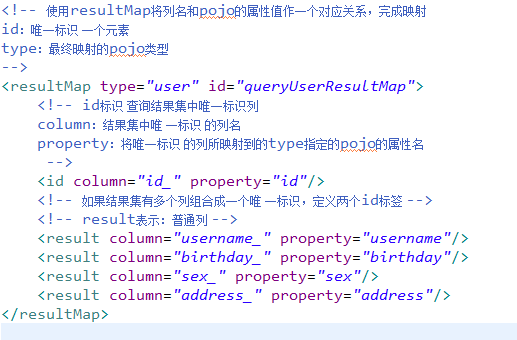 <!-- 使用resultMap将列名和pojo的属性值作一个对应关系，完成映射
id：唯一标识 一个元素
type：最终映射的pojo类型
-->
<resultMap type="user" id="queryUserResultMap">
<!-- id标识 查询结果集中唯一标识列
column：结果集中唯 一标识 的列名
property：将唯一标识 的列所映射到的type指定的pojo的属性名
-->
<id column="id_" property="id"/>
<!-- 如果结果集有多个列组合成一个唯 一标识，定义两个id标签 -->
<!-- result表示：普通列 -->
<result column="username_" property="username"/>
<result column="birthday_" property="birthday"/>
<result column="sex_" property="sex"/>
<result column="address_" property="address"/>
</resultMap>